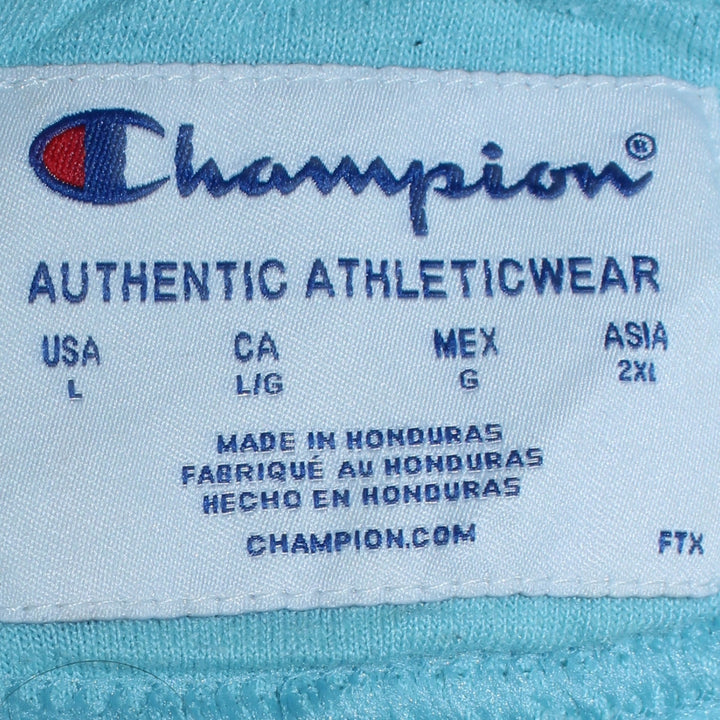 Champion®
AUTHENTIC ATHLETICWEAR
USA CA MEX ASIA
L L/G G 2XL
MADE IN HONDURAS
FABRIQUÉ AU HONDURAS
HECHO EN HONDURAS
CHAMPION.COM FTX